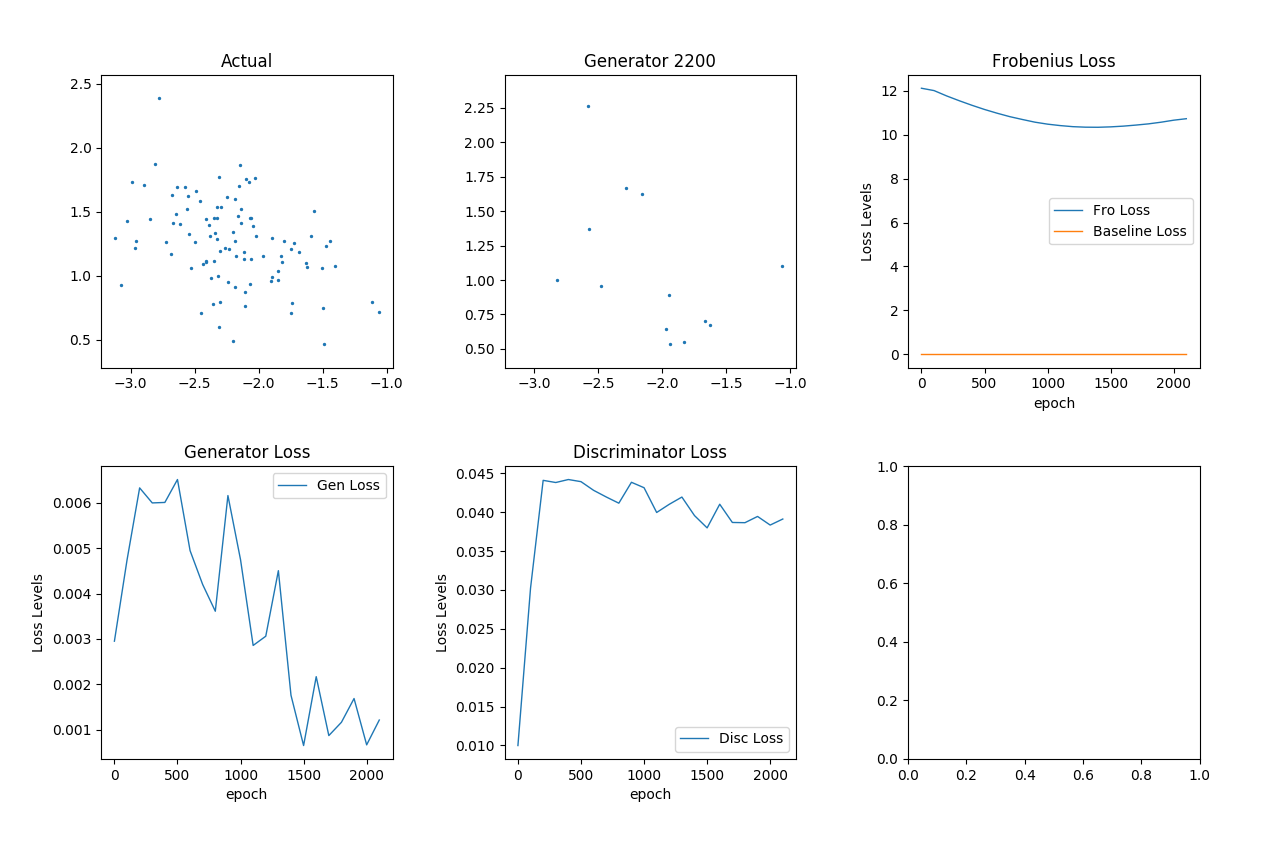 Actual
2.5
2.0
1.5
1.0
0.5
−3.0 −2.5 −2.0 −1.5 −1.0
Generator 2200
2.25
2.00
1.75
1.50
1.25
1.00
0.75
0.50
−3.0 −2.5 −2.0 −1.5 −1.0
Frobenius Loss
Loss Levels
12
10
8
6
4
2
0
Fro Loss
Baseline Loss
0 500 1000 1500 2000
epoch
Generator Loss
Loss Levels
0.006
0.005
0.004
0.003
0.002
0.001
Gen Loss
0 500 1000 1500 2000
epoch
Discriminator Loss
Loss Levels
0.045
0.040
0.035
0.030
0.025
0.020
0.015
0.010
Disc Loss
0 500 1000 1500 2000
epoch
1.0
0.8
0.6
0.4
0.2
0.0
0.0 0.2 0.4 0.6 0.8 1.0